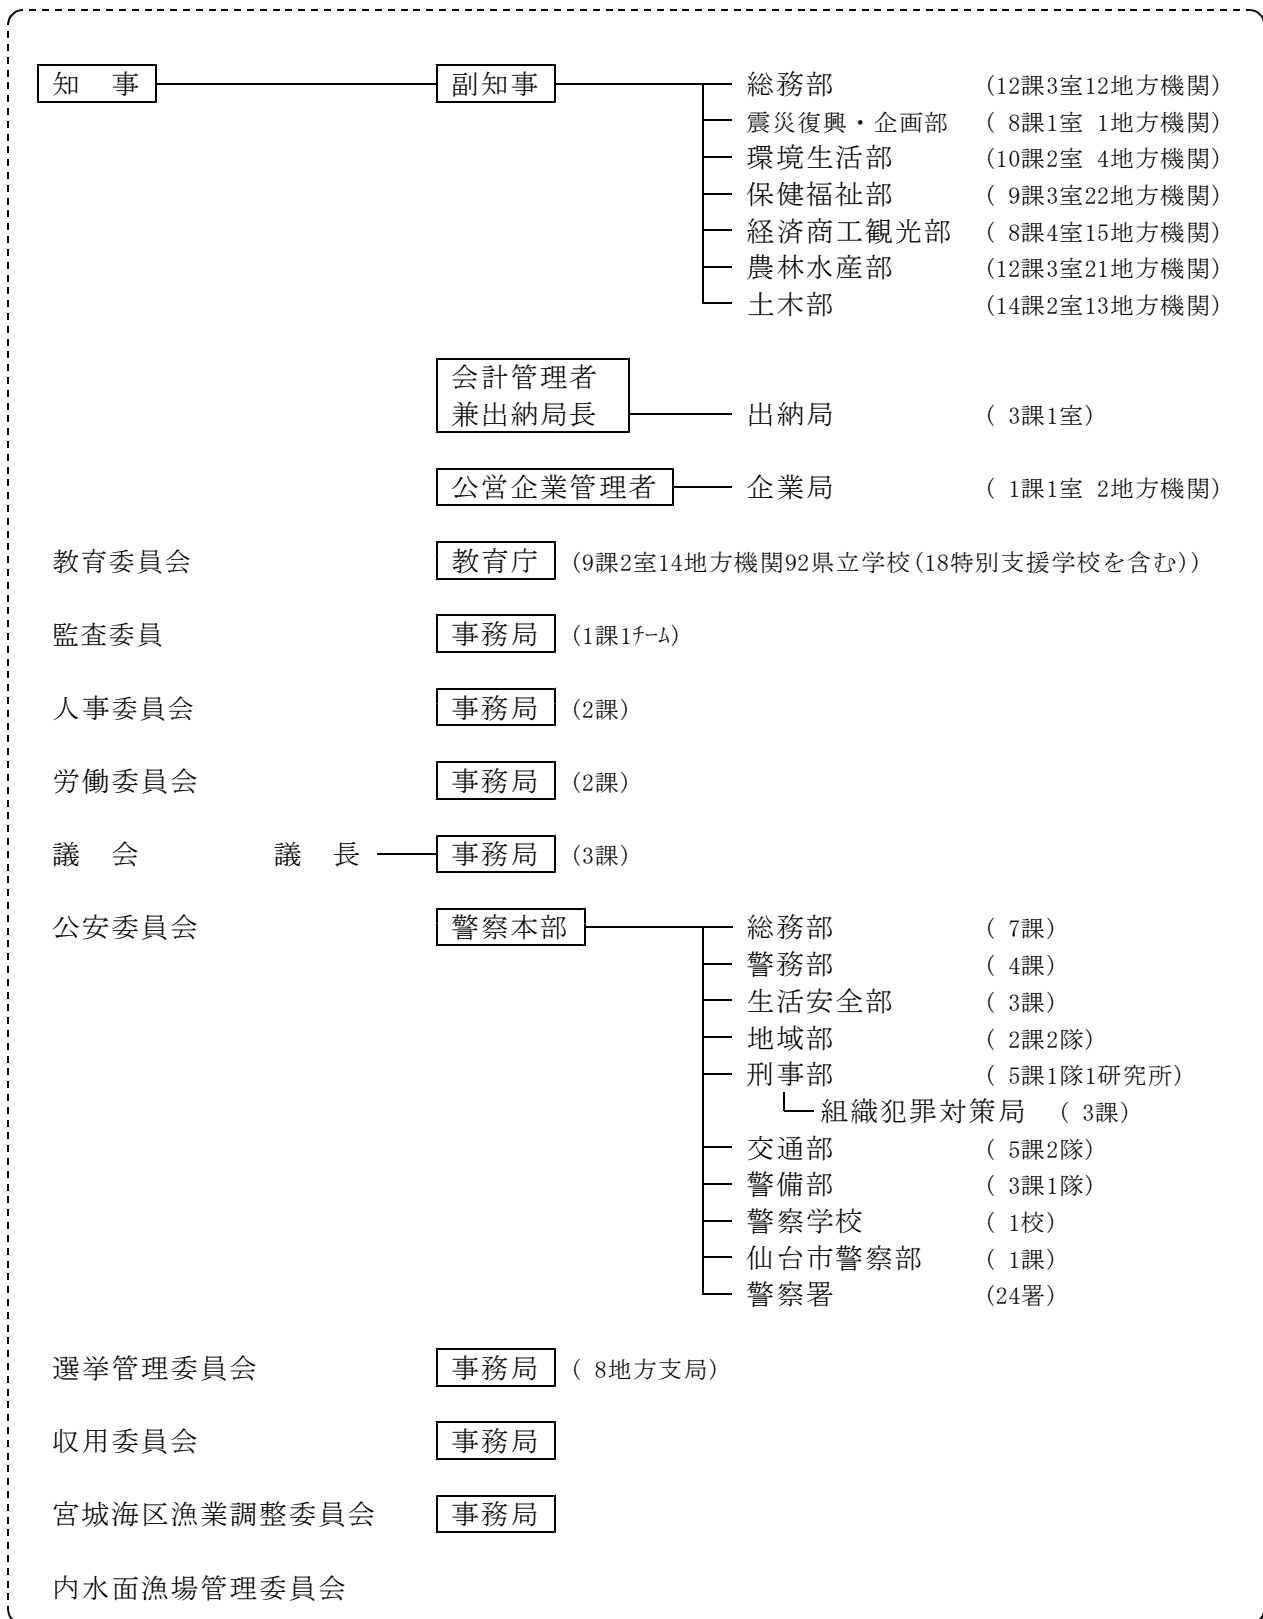 知　事　副知事　総務部　(12課3室12地方機関)
震災復興・企画部　( 8課1室 1地方機関)
環境生活部　(10課2室 4地方機関)
保健福祉部　( 9課3室22地方機関)
経済商工観光部　( 8課4室15地方機関)
農林水産部　(12課3室21地方機関)
土木部　(14課2室13地方機関)
会計管理者
兼出納局長　出納局　( 3課1室)
公営企業管理者　企業局　( 1課1室 2地方機関)
教育委員会　教育庁　(9課2室14地方機関92県立学校(18特別支援学校を含む))
監査委員　事務局　(1課1ﾁｰﾑ)
人事委員会　事務局　(2課)
労働委員会　事務局　(2課)
議　会　議　長　事務局　(3課)
公安委員会　警察本部　総務部　( 7課)
警務部　( 4課)
生活安全部　( 3課)
地域部　( 2課2隊)
刑事部　( 5課1隊1研究所)
組織犯罪対策局　( 3課)
交通部　( 5課2隊)
警備部　( 3課1隊)
警察学校　( 1校)
仙台市警察部　( 1課)
警察署　(24署)
選挙管理委員会　事務局　( 8地方支局)
収用委員会　事務局
宮城海区漁業調整委員会　事務局
内水面漁場管理委員会